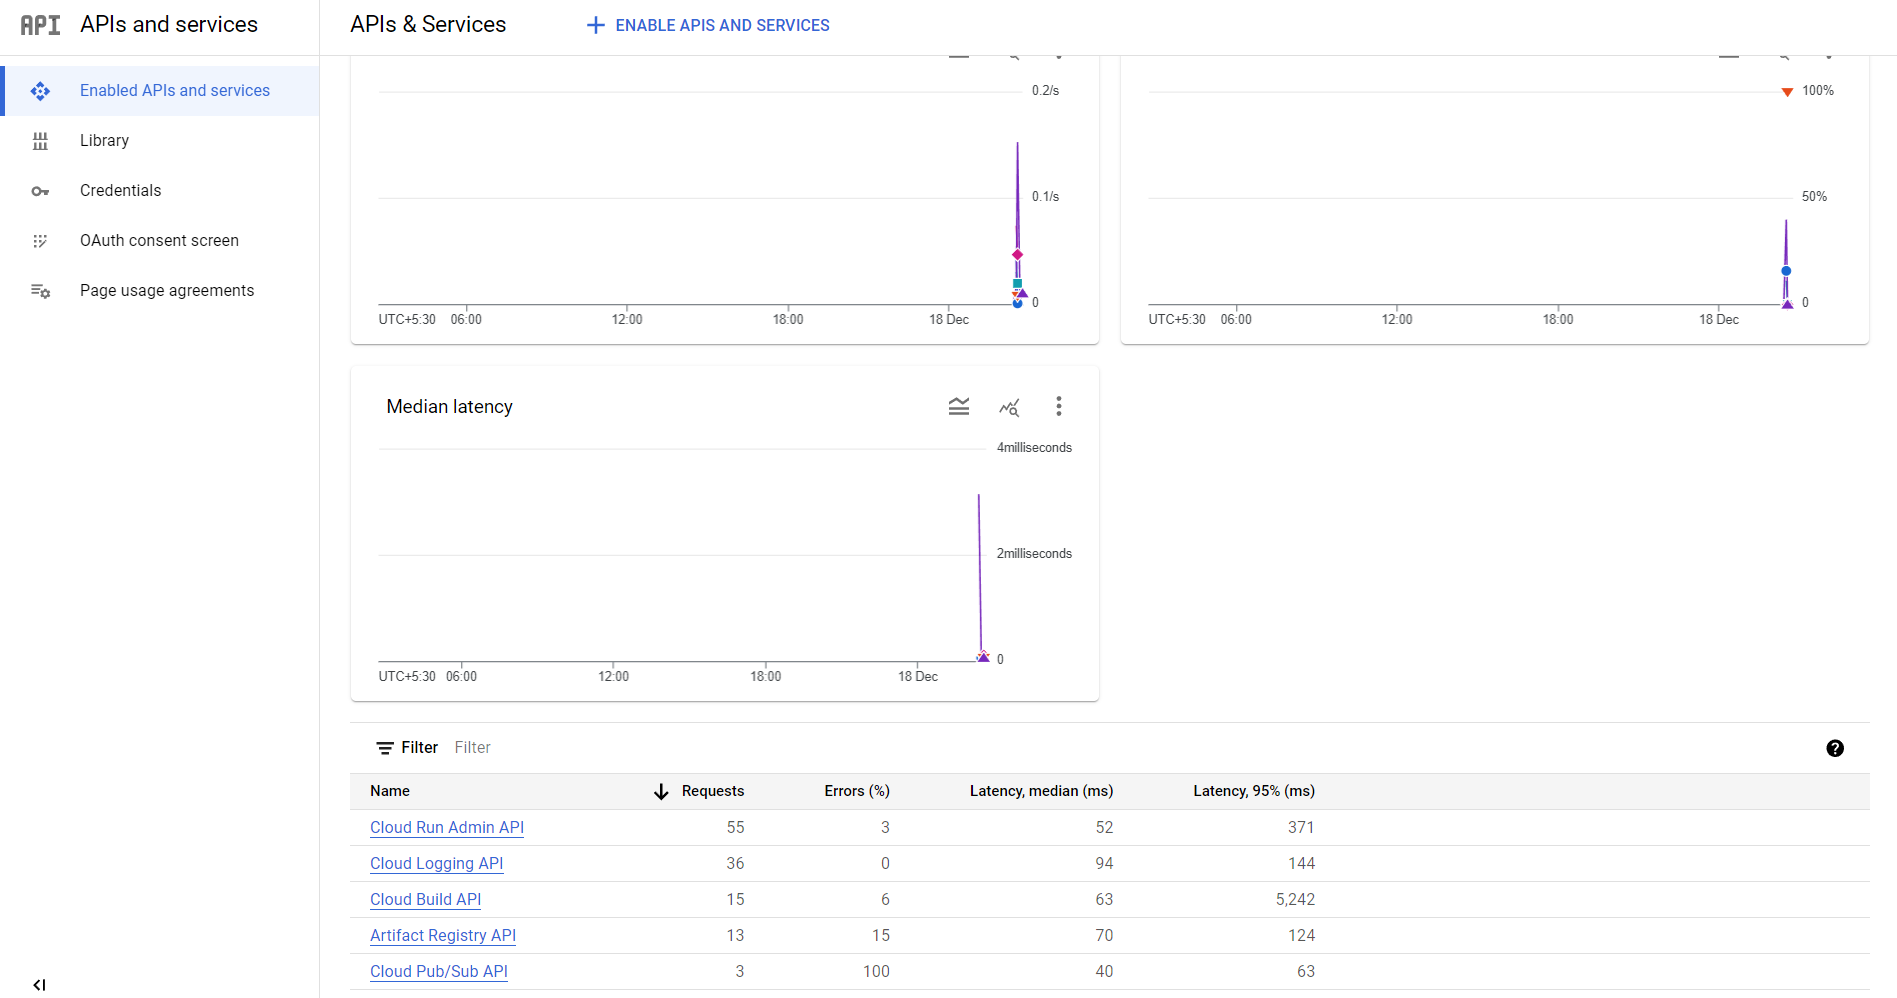 API APIs and services
APIs & Services
ENABLE APIS AND SERVICES
Enabled APIs and services
Library
Credentials
OAuth consent screen
Page usage agreements
0.2/s
0.1/s
0
UTC+5:30 06:00 12:00 18:00 18 Dec
100%
50%
0
UTC+5:30 06:00 12:00 18:00 18 Dec
Median latency
4milliseconds
2milliseconds
0
UTC+5:30 06:00 12:00 18:00 18 Dec
Filter Filter
Name Requests Errors (%) Latency, median (ms) Latency, 95% (ms)
Cloud Run Admin API 55 3 52 371
Cloud Logging API 36 0 94 144
Cloud Build API 15 6 63 5,242
Artifact Registry API 13 15 70 124
Cloud Pub/Sub API 3 100 40 63